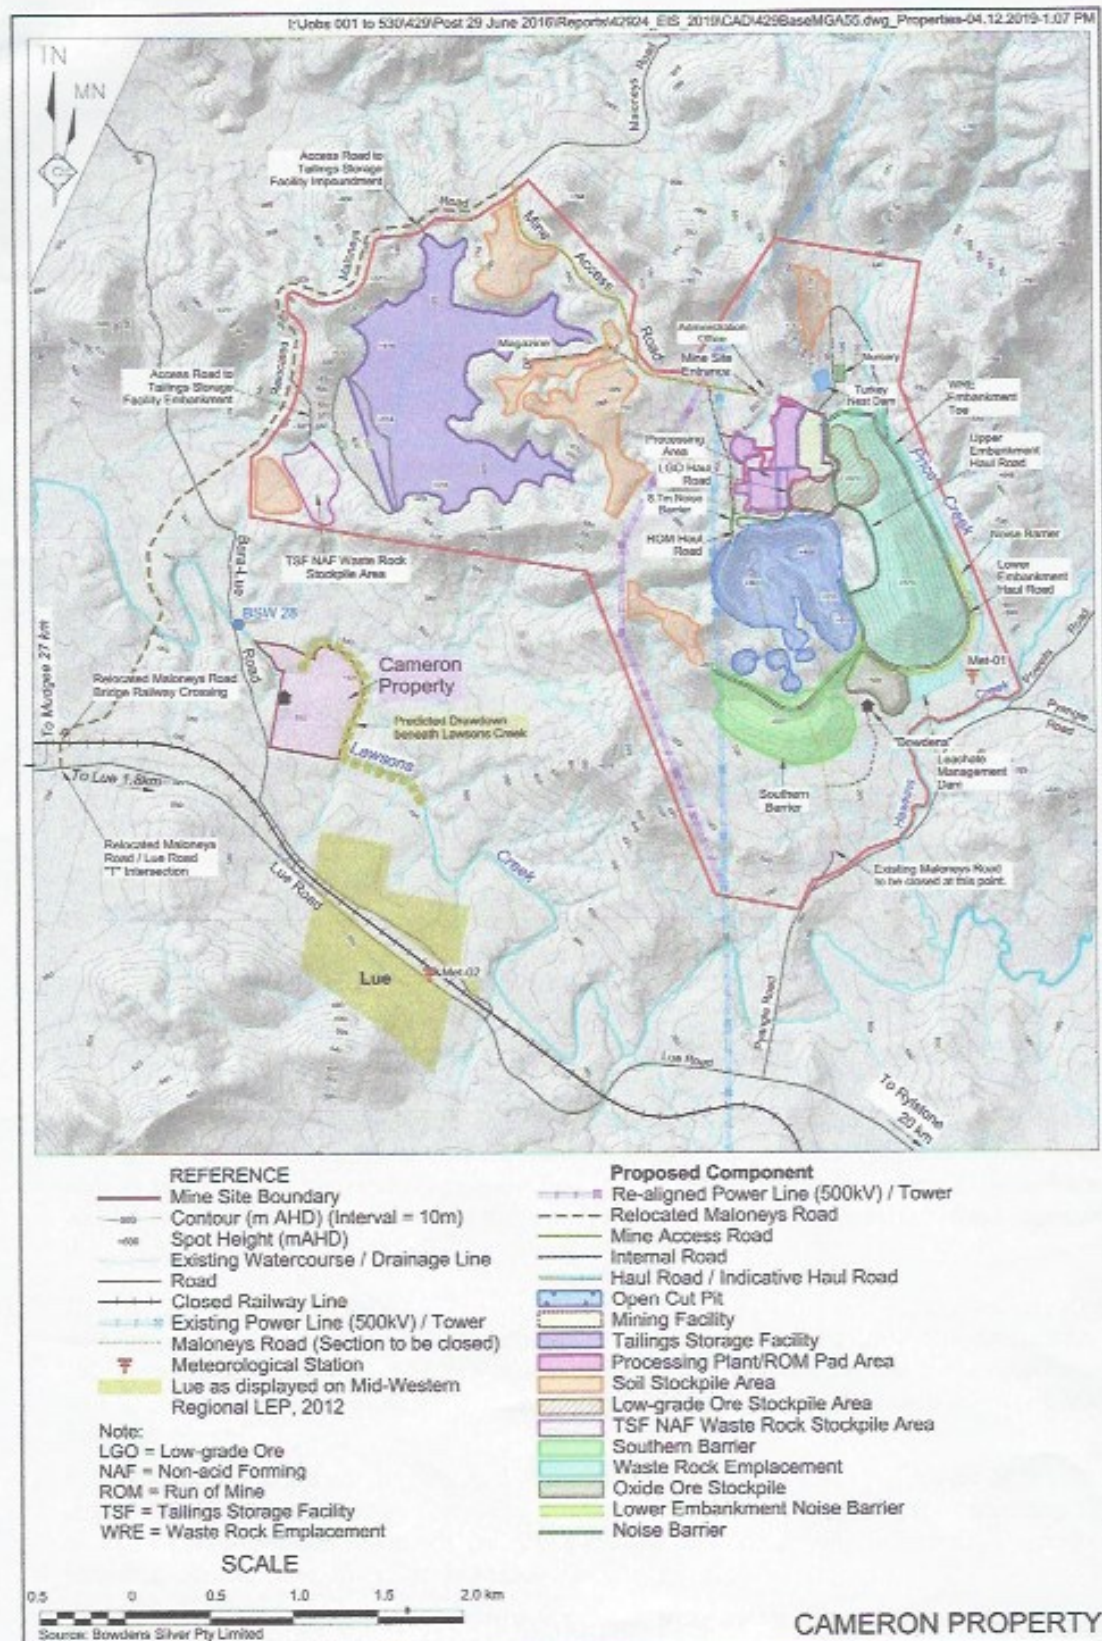 I:\Jobs 001 to 530\429\Post 29 June 2016\Reports\42924_EIS_2019\CAD\429BaseMGA55.dwg_Properties-04.12.2019-1:07 PM
TN
MN
Maloneys Road
Access Road to
Tailings Storage
Facility Impoundment
Road
Maloneys
Relocated
Mine
Access
Road
Magazine
Administration
Office
Mine Site
Entrance
Nursery
Turkey
Nest Dam
WRE
Embankment
Toe
Access Road to
Tailings Storage
Facility Embankment
Processing
Area
LGO Haul
Road
8.7m Noise
Barrier
ROM Haul
Road
Upper
Embankment
Haul Road
Price
Creek
Noise Barrier
Lower
Embankment
Haul Road
TSF NAF Waste Rock
Stockpile Area
Bara-Lue
Road
BSW 28
Cameron
Property
Met-01
Powells
Road
Creek
Pyangle
Road
To Mudgee 27 km
Relocated Maloneys Road
Bridge Railway Crossing
Predicted Drawdown
beneath Lawsons Creek
Lawsons
Creek
"Bowdens"
Leachate
Management
Dam
Hawkins
Southern
Barrier
To Lue 1.8km
Relocated Maloneys
Road / Lue Road
"T" Intersection
Lue Road
Existing Maloneys Road
to be closed at this point.
Lue
Met-02
Pyangle Road
Lue Road
To Rylstone
20 km
REFERENCE
Mine Site Boundary
Contour (m AHD) (Interval = 10m)
Spot Height (mAHD)
Existing Watercourse / Drainage Line
Road
Closed Railway Line
Existing Power Line (500kV) / Tower
Maloneys Road (Section to be closed)
Meteorological Station
Lue as displayed on Mid-Western
Regional LEP, 2012
Note:
LGO = Low-grade Ore
NAF = Non-acid Forming
ROM = Run of Mine
TSF = Tailings Storage Facility
WRE = Waste Rock Emplacement
Proposed Component
Re-aligned Power Line (500kV) / Tower
Relocated Maloneys Road
Mine Access Road
Internal Road
Haul Road / Indicative Haul Road
Open Cut Pit
Mining Facility
Tailings Storage Facility
Processing Plant/ROM Pad Area
Soil Stockpile Area
Low-grade Ore Stockpile Area
TSF NAF Waste Rock Stockpile Area
Southern Barrier
Waste Rock Emplacement
Oxide Ore Stockpile
Lower Embankment Noise Barrier
Noise Barrier
SCALE
0.5 0 0.5 1.0 1.5 2.0 km
Source: Bowdens Silver Pty Limited
CAMERON PROPERTY